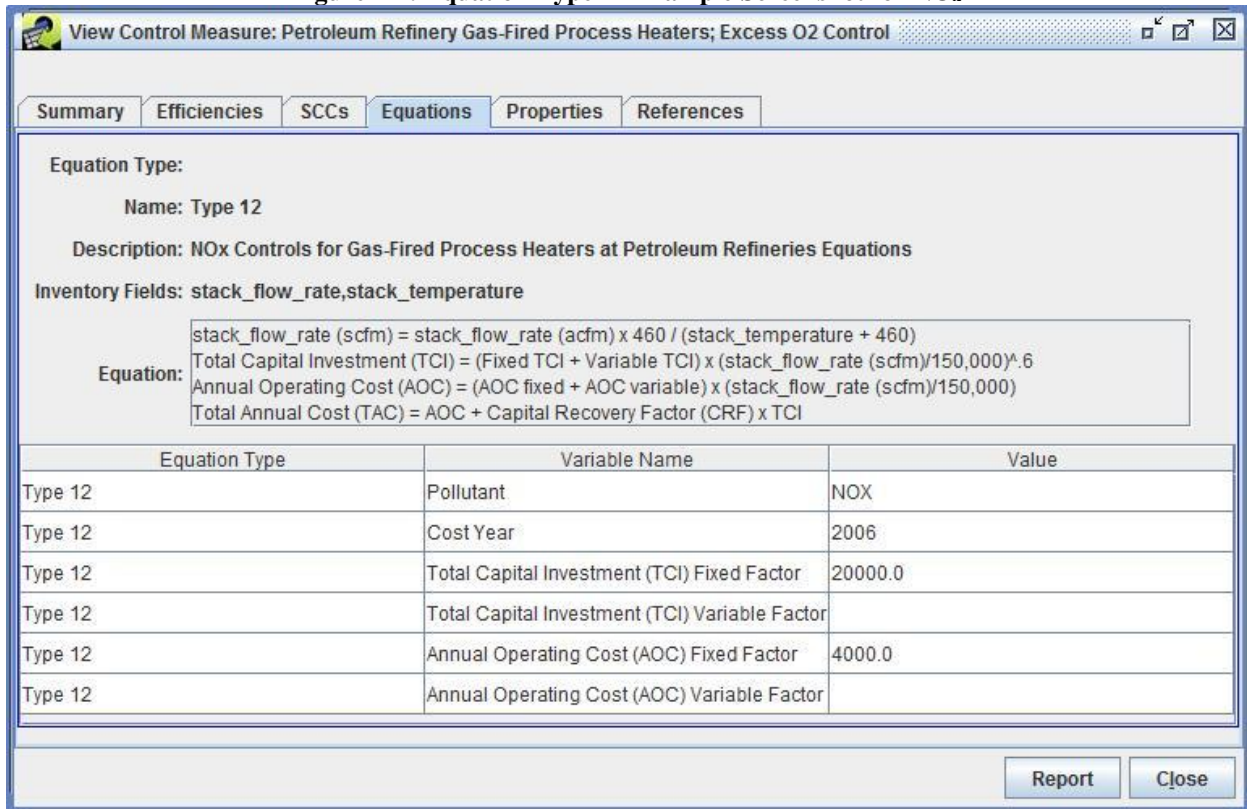 View Control Measure: Petroleum Refinery Gas-Fired Process Heaters; Excess O2 Control
Summary Efficiencies SCCs Equations Properties References
Equation Type:
Name: Type 12
Description: NOx Controls for Gas-Fired Process Heaters at Petroleum Refineries Equations
Inventory Fields: stack_flow_rate,stack_temperature
Equation:
stack_flow_rate (scfm) = stack_flow_rate (acfm) x 460 / (stack_temperature + 460)
Total Capital Investment (TCI) = (Fixed TCI + Variable TCI) x (stack_flow_rate (scfm)/150,000)^.6
Annual Operating Cost (AOC) = (AOC fixed + AOC variable) x (stack_flow_rate (scfm)/150,000)
Total Annual Cost (TAC) = AOC + Capital Recovery Factor (CRF) x TCI
Equation Type Variable Name Value
Type 12 Pollutant NOX
Type 12 Cost Year 2006
Type 12 Total Capital Investment (TCI) Fixed Factor 20000.0
Type 12 Total Capital Investment (TCI) Variable Factor
Type 12 Annual Operating Cost (AOC) Fixed Factor 4000.0
Type 12 Annual Operating Cost (AOC) Variable Factor
Report Close